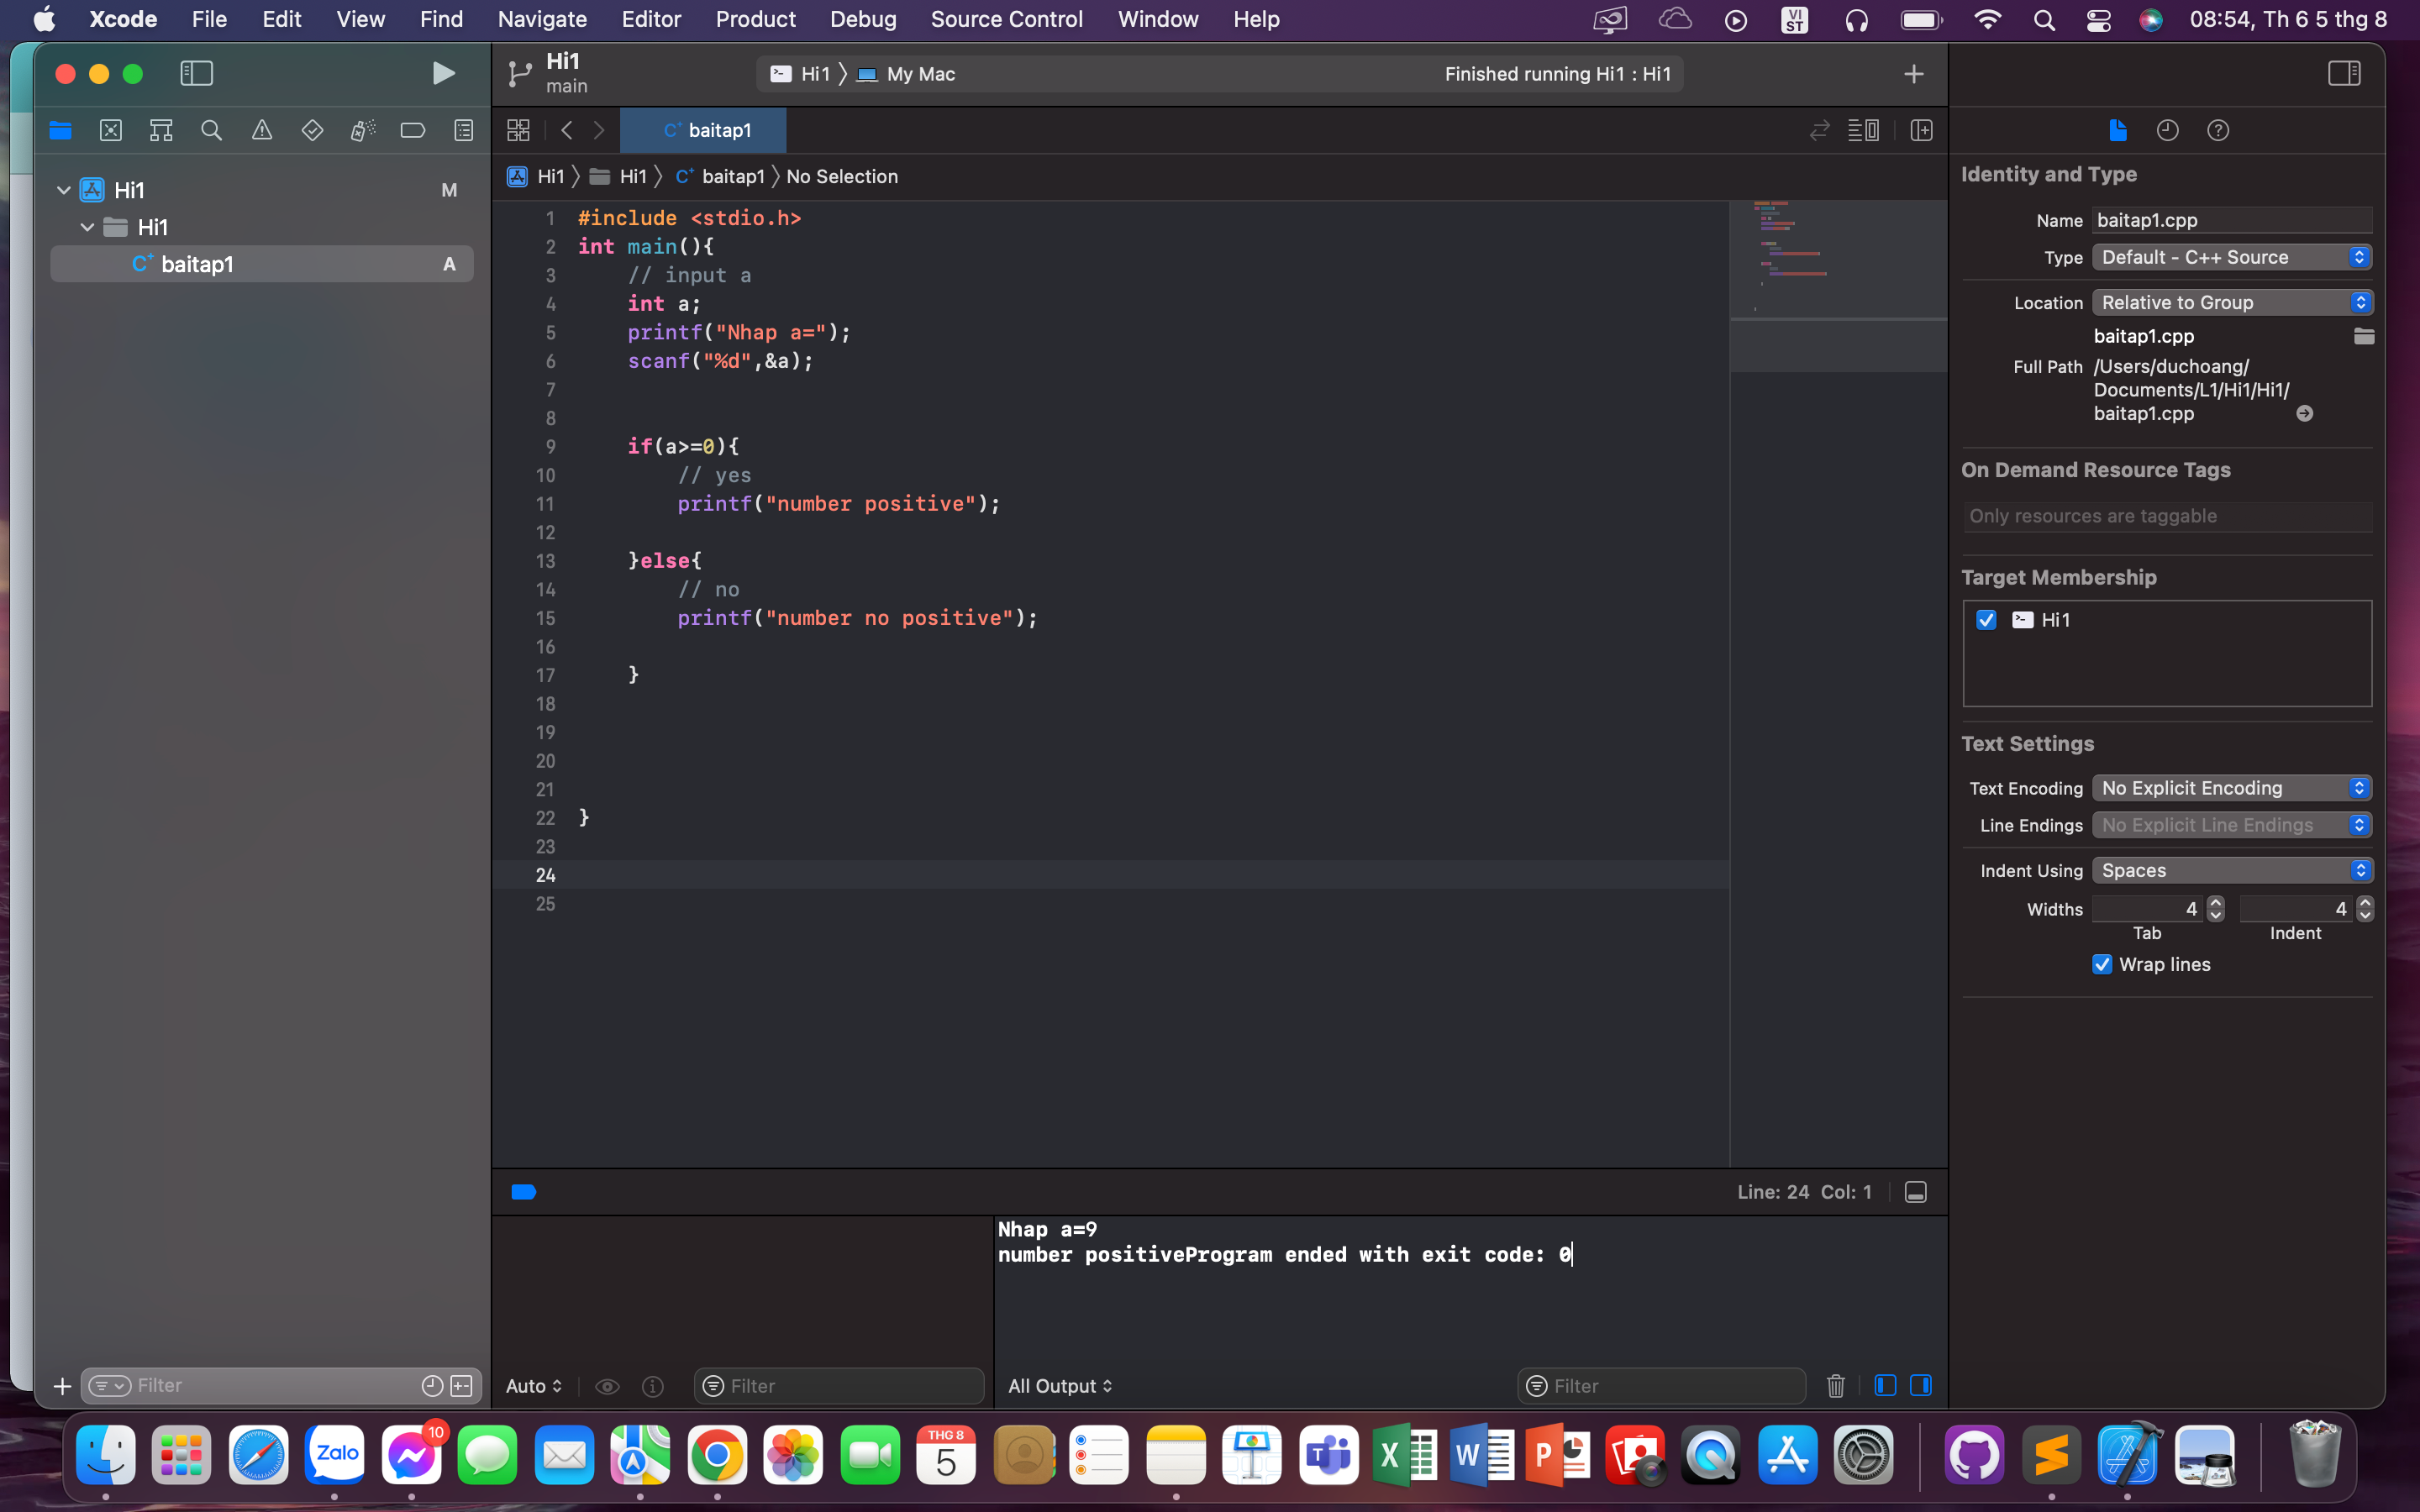 Xcode File Edit View Find Navigate Editor Product Debug Source Control Window Help VI ST 08:54, Th 6 5 thg 8
Hi1
main
Hi1 My Mac
Finished running Hi1 : Hi1
baitap1
Hi1 Hi1 baitap1 No Selection
Hi1 M
Hi1
baitap1 A
1 #include <stdio.h>
2 int main(){
3 // input a
4 int a;
5 printf("Nhap a=");
6 scanf("%d",&a);
7
8
9 if(a>=0){
10 // yes
11 printf("number positive");
12
13 }else{
14 // no
15 printf("number no positive");
16
17 }
18
19
20
21
22 }
23
24
25
Line: 24 Col: 1
Nhap a=9
number positiveProgram ended with exit code: 0
Filter
Auto
Filter
All Output
Filter
Identity and Type
Name baitap1.cpp
Type Default - C++ Source
Location Relative to Group
baitap1.cpp
Full Path /Users/duchoang/
Documents/L1/Hi1/Hi1/
baitap1.cpp
On Demand Resource Tags
Only resources are taggable
Target Membership
Hi1
Text Settings
Text Encoding No Explicit Encoding
Line Endings No Explicit Line Endings
Indent Using Spaces
Widths 4 4
Tab Indent
Wrap lines
Zalo
10
THG 8
5